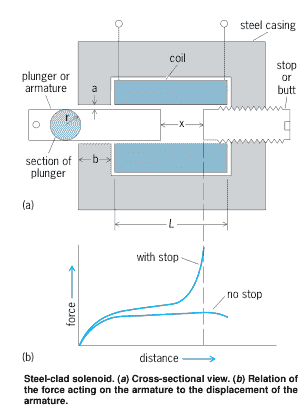 steel casing
coil
stop
or
butt
plunger or
armature
a
r
x
b
section of
plunger
(a)
L
with stop
no stop
force
(b)
distance
Steel-clad solenoid. (a) Cross-sectional view. (b) Relation of
the force acting on the armature to the displacement of the
armature.